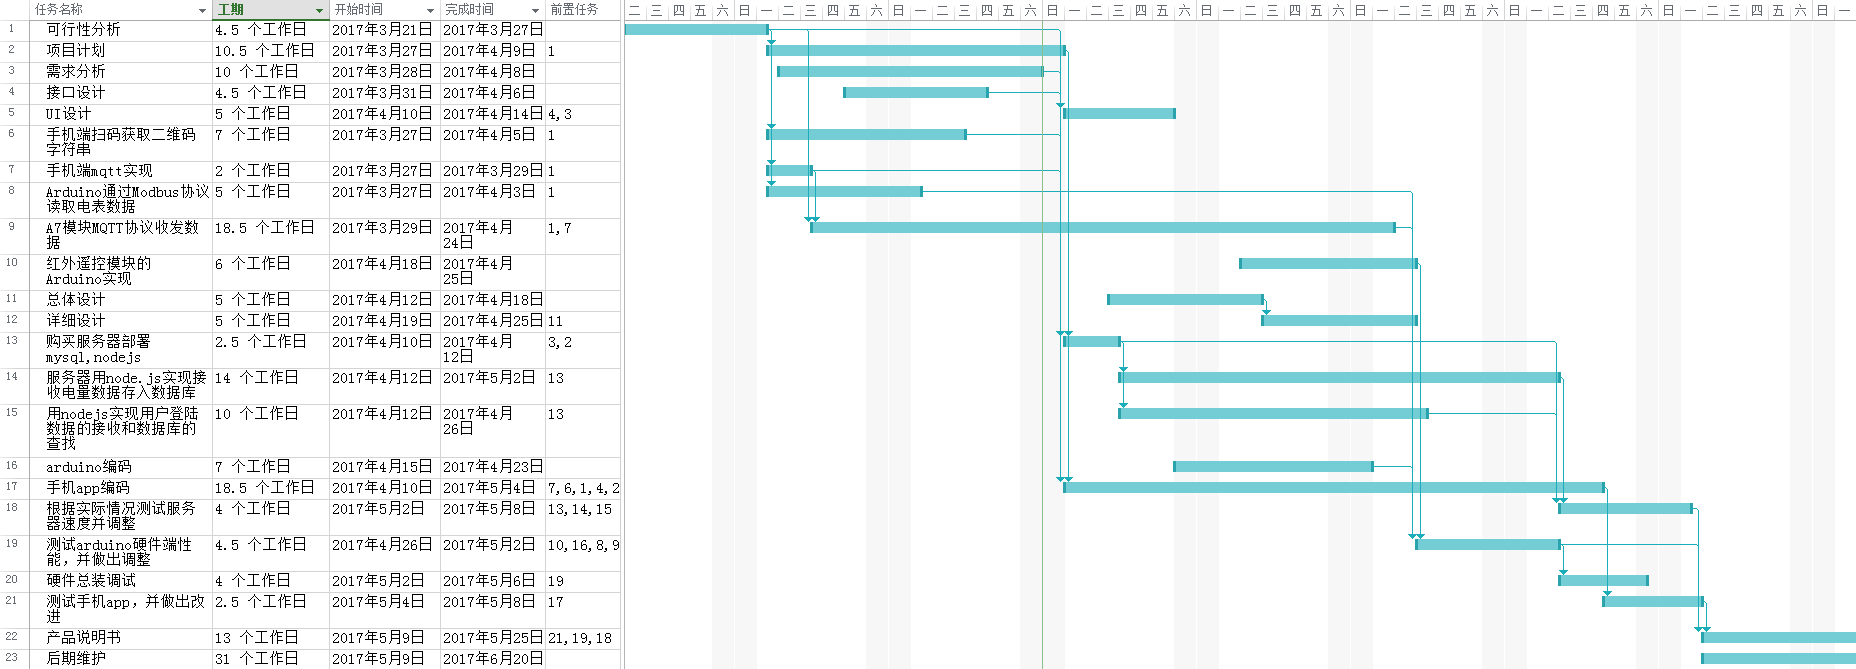 任务名称 工期 开始时间 完成时间 前置任务 二 三 四 五 六 日 一 二 三 四 五 六 日 一 二 三 四 五 六 日 一 二 三 四 五 六 日 一 二 三 四 五 六 日 一 二 三 四 五 六 日 一 二 三 四 五 六 日 一 二 三 四 五 六 日 一
1 可行性分析 4.5 个工作日 2017年3月21日 2017年3月27日
2 项目计划 10.5 个工作日 2017年3月27日 2017年4月9日 1
3 需求分析 10 个工作日 2017年3月28日 2017年4月8日
4 接口设计 4.5 个工作日 2017年3月31日 2017年4月6日
5 UI设计 5 个工作日 2017年4月10日 2017年4月14日 4,3
6 手机端扫码获取二维码 7 个工作日 2017年3月27日 2017年4月5日 1
字符串
7 手机端mqtt实现 2 个工作日 2017年3月27日 2017年3月29日 1
8 Arduino通过Modbus协议 5 个工作日 2017年3月27日 2017年4月3日 1
读取电表数据
9 A7模块MQTT协议收发数 18.5 个工作日 2017年3月29日 2017年4月 1,7
据 24日
10 红外遥控模块的 6 个工作日 2017年4月18日 2017年4月
Arduino实现 25日
11 总体设计 5 个工作日 2017年4月12日 2017年4月18日
12 详细设计 5 个工作日 2017年4月19日 2017年4月25日 11
13 购买服务器部署 2.5 个工作日 2017年4月10日 2017年4月 3,2
mysql,nodejs 12日
14 服务器用node.js实现接 14 个工作日 2017年4月12日 2017年5月2日 13
收电量数据存入数据库
15 用nodejs实现用户登陆 10 个工作日 2017年4月12日 2017年4月 13
数据的接收和数据库的 26日
查找
16 arduino编码 7 个工作日 2017年4月15日 2017年4月23日
17 手机app编码 18.5 个工作日 2017年4月10日 2017年5月4日 7,6,1,4,2
18 根据实际情况测试服务 4 个工作日 2017年5月2日 2017年5月8日 13,14,15
器速度并调整
19 测试arduino硬件端性 4.5 个工作日 2017年4月26日 2017年5月2日 10,16,8,9
能，并做出调整
20 硬件总装调试 4 个工作日 2017年5月2日 2017年5月6日 19
21 测试手机app，并做出改 2.5 个工作日 2017年5月4日 2017年5月8日 17
进
22 产品说明书 13 个工作日 2017年5月9日 2017年5月25日 21,19,18
23 后期维护 31 个工作日 2017年5月9日 2017年6月20日